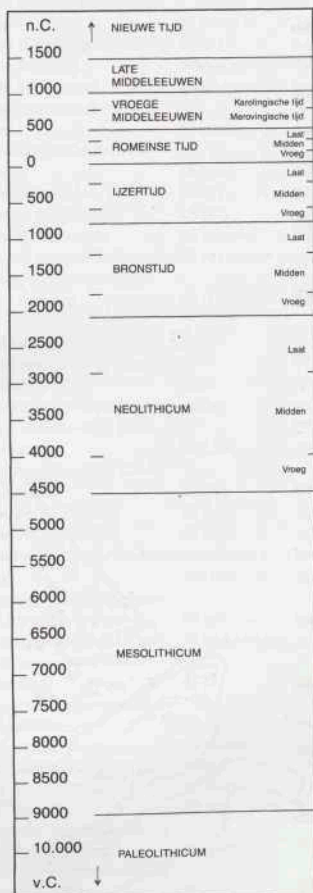 n.C.
NIEUWE TIJD
1500
LATE
MIDDELEEUWEN
1000
VROEGE
MIDDELEEUWEN
Karolingische tijd
Merovingische tijd
500
ROMEINSE TIJD
Laat
Midden
Vroeg
0
Laat
500
IJZERTIJD
Midden
Vroeg
1000
Laat
1500
BRONSTIJD
Midden
2000
Vroeg
2500
Laat
3000
3500
NEOLITHICUM
Midden
4000
Vroeg
4500
5000
5500
6000
6500
MESOLITHICUM
7000
7500
8000
8500
9000
10.000
PALEOLITHICUM
v.C.